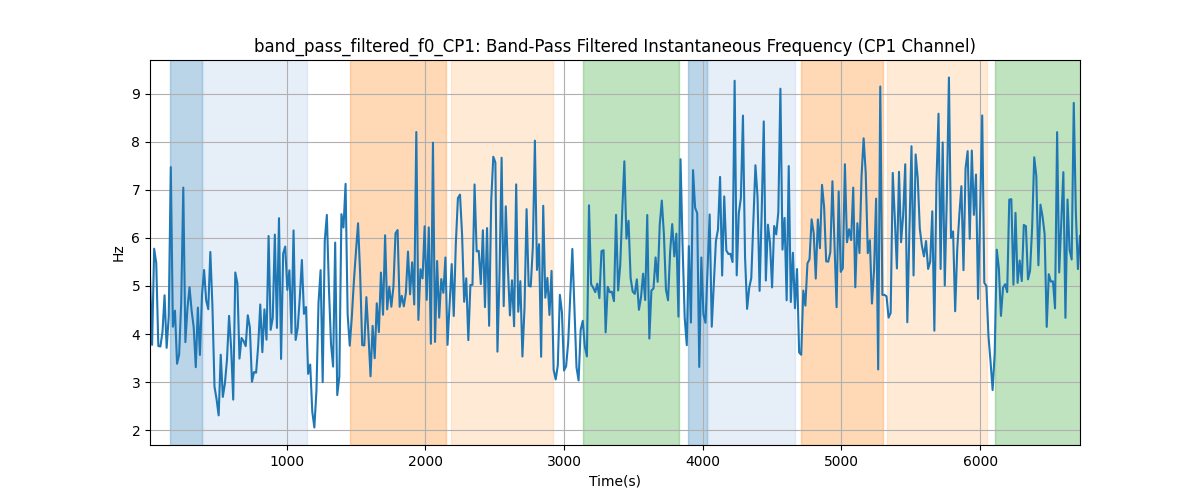 band_pass_filtered_f0_CP1: Band-Pass Filtered Instantaneous Frequency (CP1 Channel)
9
8
7
6
5
4
3
2
Hz
1000 2000 3000 4000 5000 6000
Time(s)